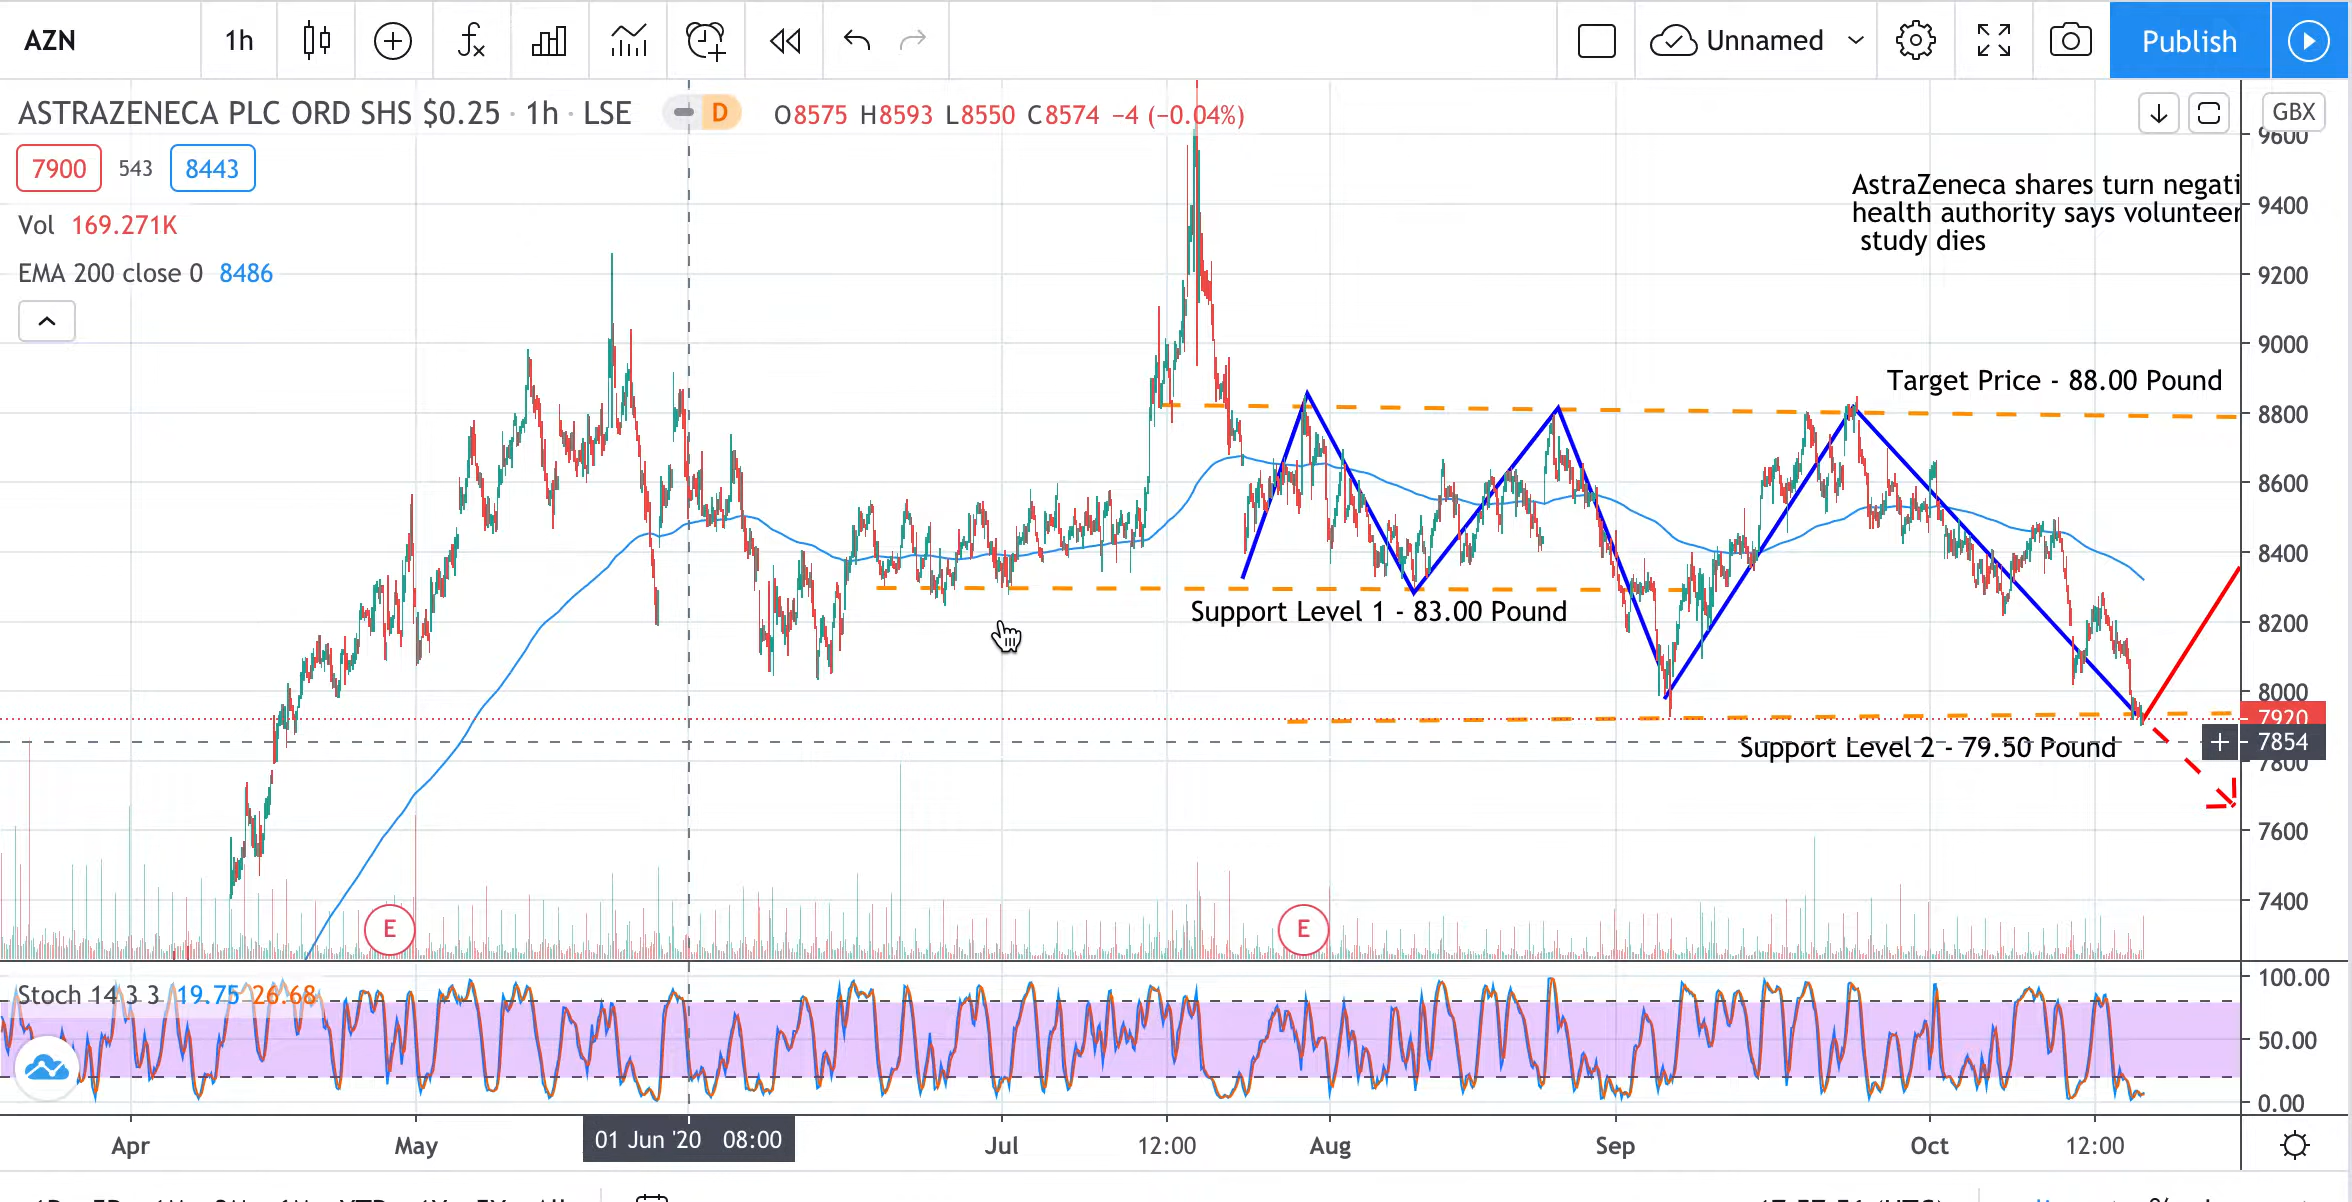 AZN 1h Unnamed Publish
ASTRAZENECA PLC ORD SHS $0.25 · 1h · LSE D O8575 H8593 L8550 C8574 −4 (−0.04%) GBX
7900 543 8443
Vol 169.271K
EMA 200 close 0 8486
AstraZeneca shares turn negati
health authority says volunteer
study dies
Target Price - 88.00 Pound
Support Level 1 - 83.00 Pound
Support Level 2 - 79.50 Pound
9600
9400
9200
9000
8800
8600
8400
8200
8000
7920
7854
7800
7600
7400
E E
Stoch 14 3 3 19.75 26.68
100.00
50.00
0.00
Apr May 01 Jun '20 08:00 Jul 12:00 Aug Sep Oct 12:00